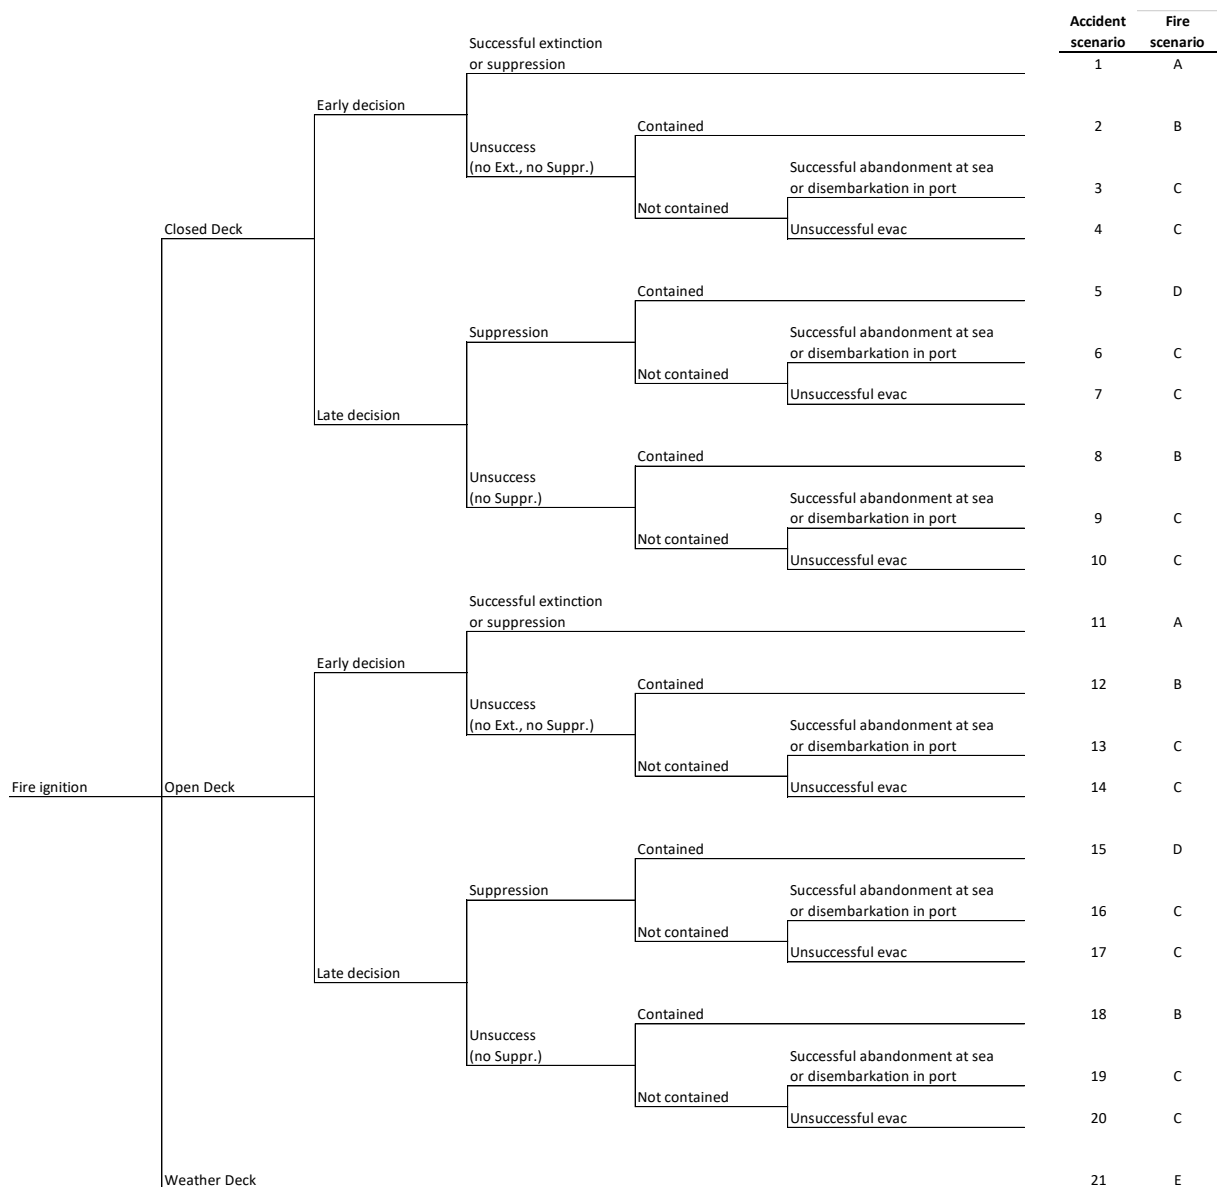 Accident Fire
scenario scenario
Successful extinction
or suppression 1 A
Early decision
Contained 2 B
Unsuccess
(no Ext., no Suppr.) Successful abandonment at sea
or disembarkation in port 3 C
Not contained
Closed Deck Unsuccessful evac 4 C
Contained 5 D
Suppression Successful abandonment at sea
or disembarkation in port 6 C
Not contained
Unsuccessful evac 7 C
Late decision
Contained 8 B
Unsuccess
(no Suppr.) Successful abandonment at sea
or disembarkation in port 9 C
Not contained
Unsuccessful evac 10 C
Successful extinction
or suppression 11 A
Early decision
Contained 12 B
Unsuccess
(no Ext., no Suppr.) Successful abandonment at sea
or disembarkation in port 13 C
Not contained
Fire ignition Open Deck Unsuccessful evac 14 C
Contained 15 D
Suppression Successful abandonment at sea
or disembarkation in port 16 C
Not contained
Unsuccessful evac 17 C
Late decision
Contained 18 B
Unsuccess
(no Suppr.) Successful abandonment at sea
or disembarkation in port 19 C
Not contained
Unsuccessful evac 20 C
Weather Deck 21 E